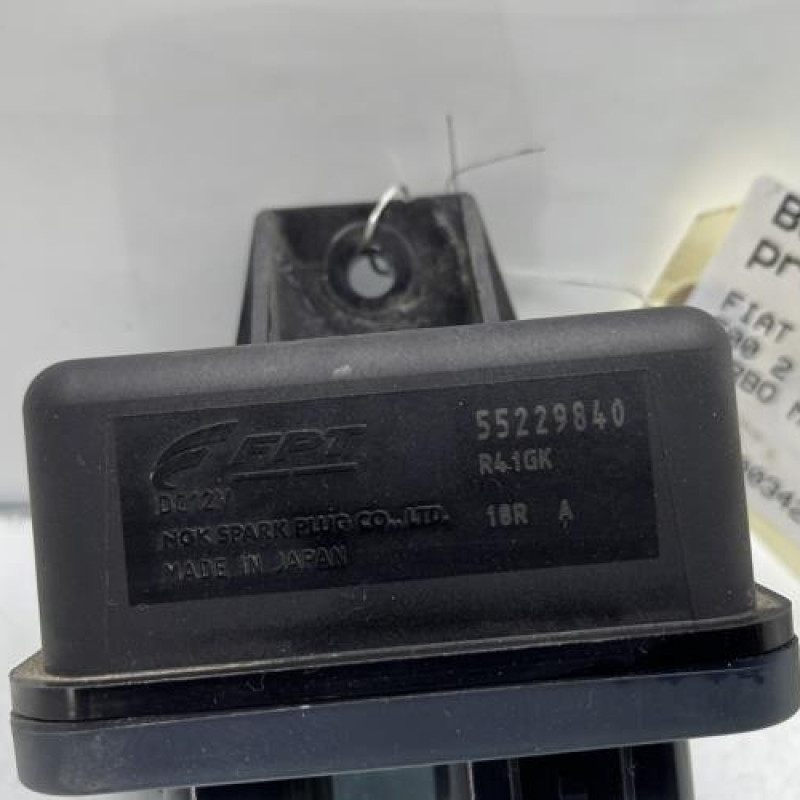 FPT
55229840
DC12V
R41GK
NGK SPARK PLUG CO.,LTD.
18R A
MADE IN JAPAN
FIAT